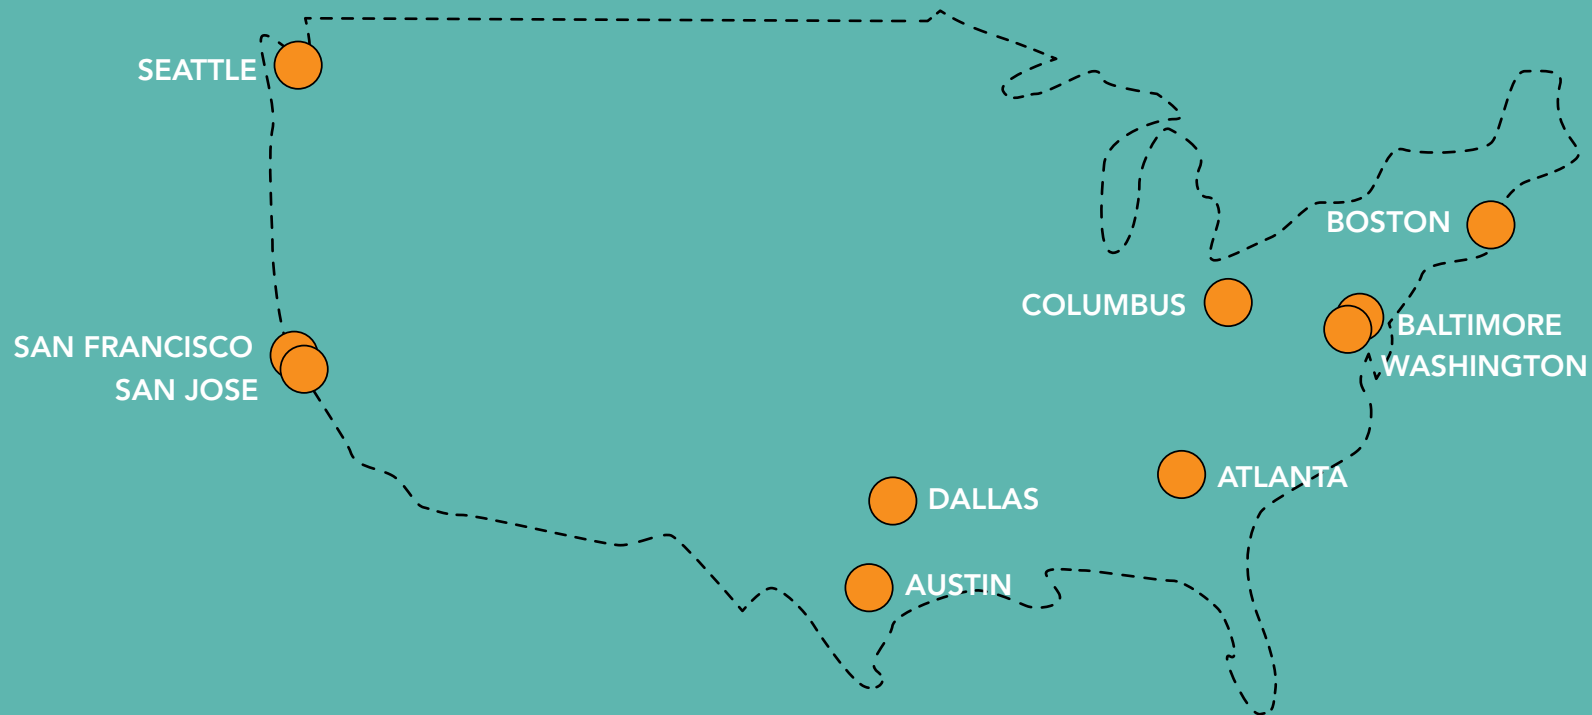 SEATTLE
BOSTON
COLUMBUS
BALTIMORE
SAN FRANCISCO
WASHINGTON
SAN JOSE
ATLANTA
DALLAS
AUSTIN